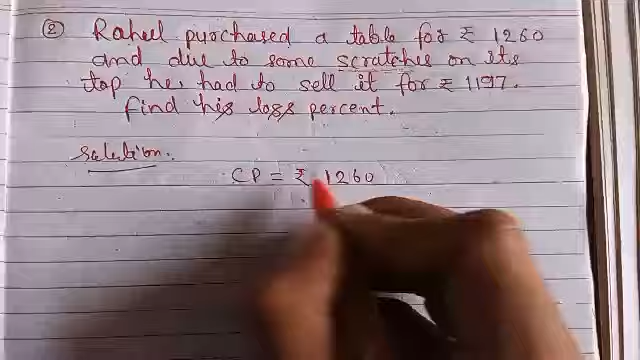 ② Rahul purchased a table for ₹ 1260
and due to some scratches on its
top he had to sell it for ₹ 1197.
find his loss percent.
Solution:.
CP = ₹ 1260